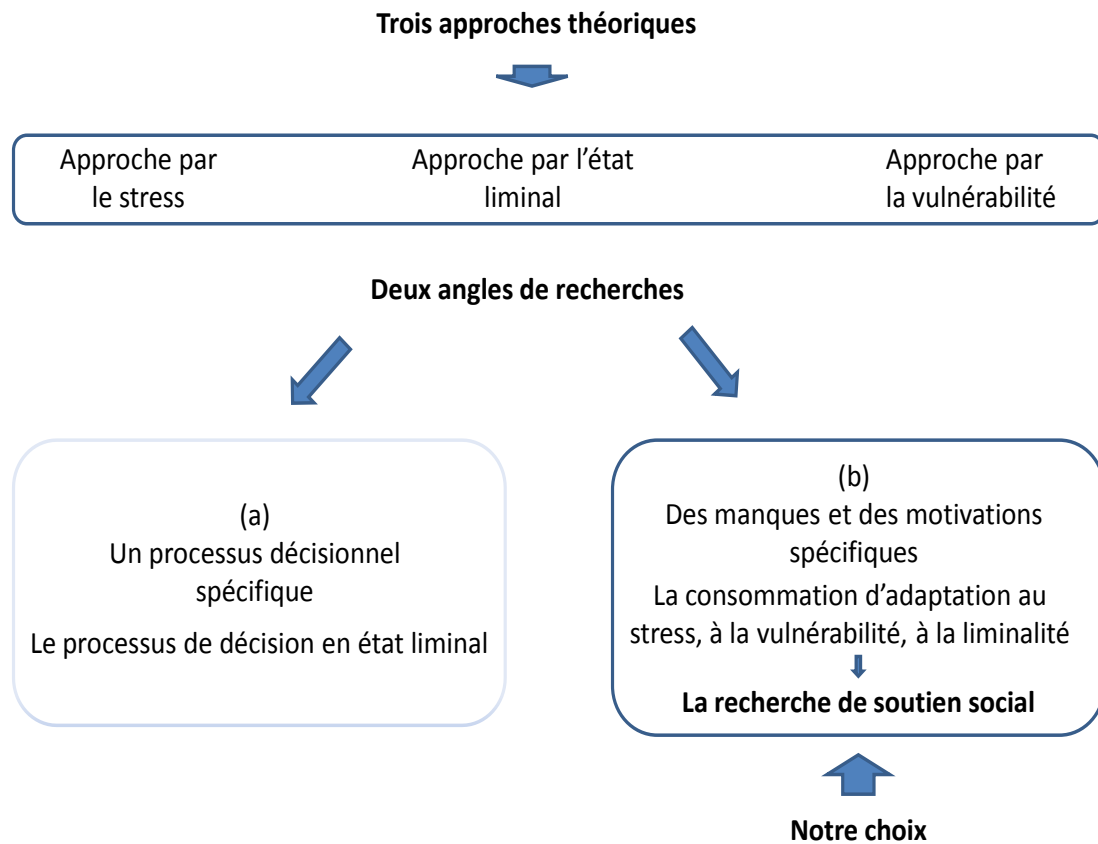 Trois approches théoriques
Approche par
le stress
Approche par l'état
liminal
Approche par
la vulnérabilité
Deux angles de recherches
(a)
Un processus décisionnel
spécifique
Le processus de décision en état liminal
(b)
Des manques et des motivations
spécifiques
La consommation d'adaptation au
stress, à la vulnérabilité, à la liminalité
La recherche de soutien social
Notre choix